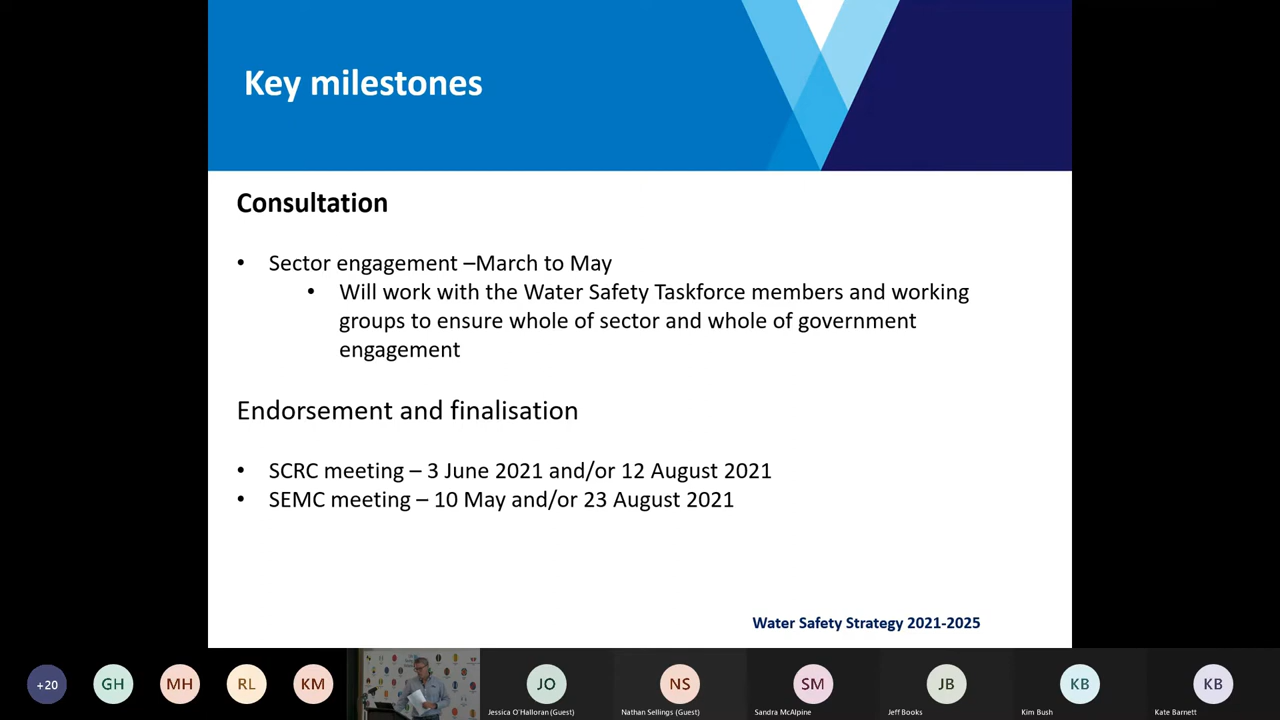 Key milestones
Consultation
• Sector engagement –March to May
• Will work with the Water Safety Taskforce members and working
groups to ensure whole of sector and whole of government
engagement
Endorsement and finalisation
• SCRC meeting – 3 June 2021 and/or 12 August 2021
• SEMC meeting – 10 May and/or 23 August 2021
Water Safety Strategy 2021-2025
+20
GH
MH
RL
KM
JO
NS
SM
JB
KB
KB
Jessica O'Halloran (Guest)
Nathan Sellings (Guest)
Sandra McAlpine
Jeff Books
Kim Bush
Kate Barnett